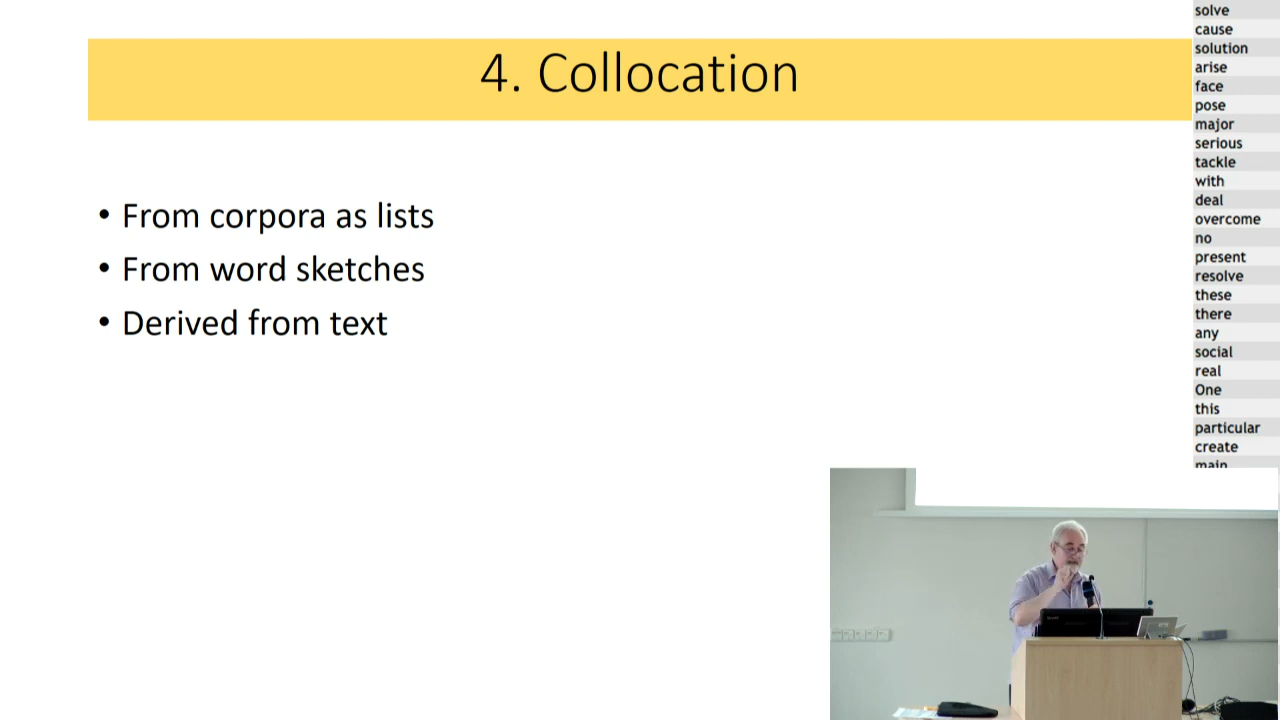 4. Collocation
• From corpora as lists
• From word sketches
• Derived from text
solve
cause
solution
arise
face
pose
major
serious
tackle
with
deal
overcome
no
present
resolve
these
there
any
social
real
One
this
particular
create
main